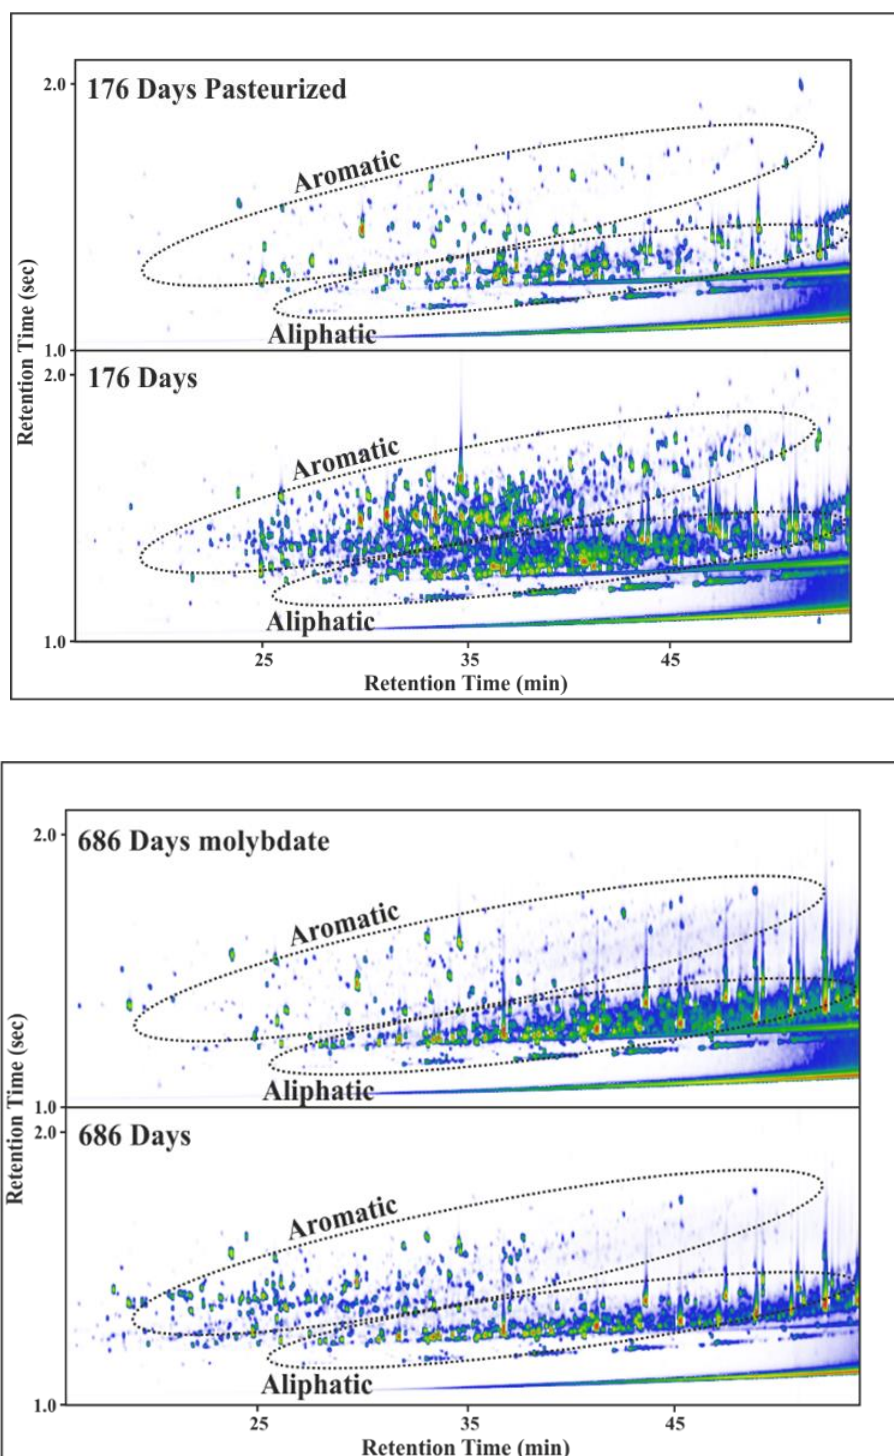 2.0
176 Days Pasteurized
Aromatic
Aliphatic
1.0
2.0
176 Days
Aromatic
Aliphatic
1.0
25 35 45
Retention Time (min)
Retention Time (sec)
2.0
686 Days molybdate
Aromatic
Aliphatic
1.0
2.0
686 Days
Aromatic
Aliphatic
1.0
25 35 45
Retention Time (min)
Retention Time (sec)